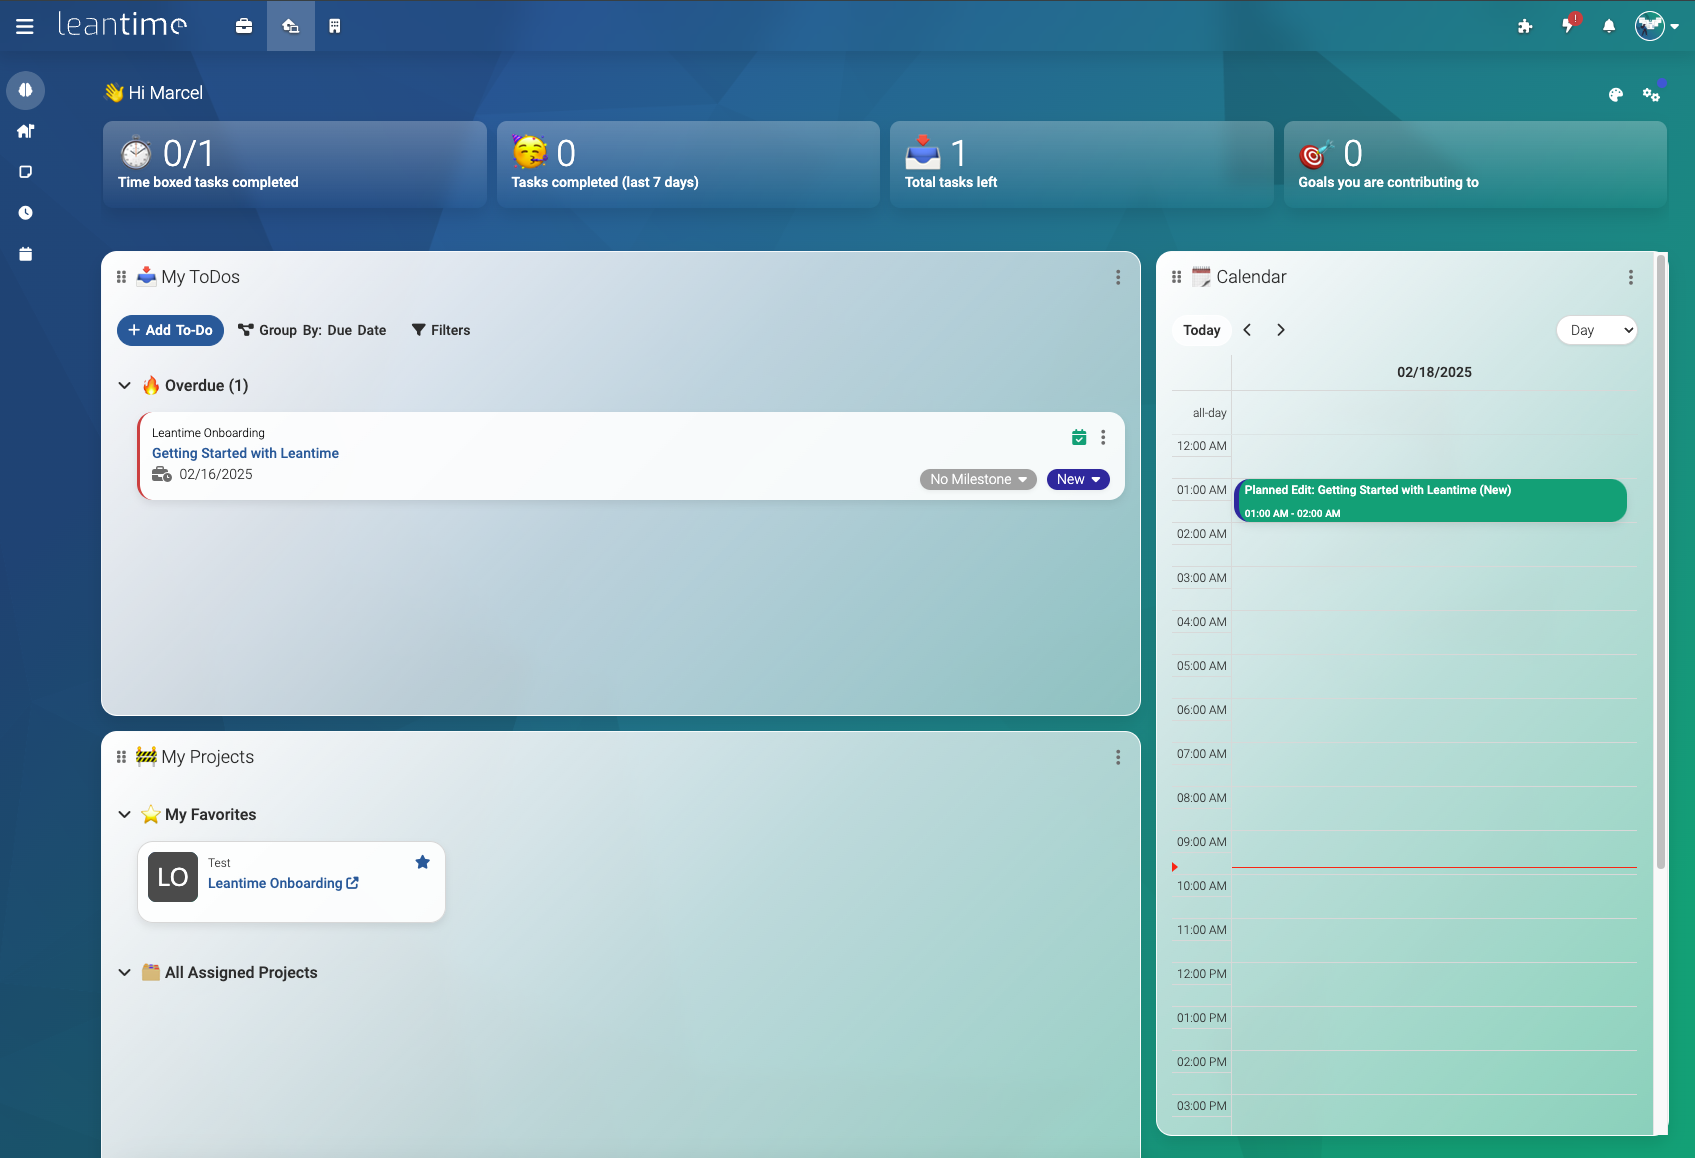 leantime
!
Hi Marcel
0/1
Time boxed tasks completed
0
Tasks completed (last 7 days)
1
Total tasks left
0
Goals you are contributing to
My ToDos
Add To-Do
Group By: Due Date
Filters
Overdue (1)
Leantime Onboarding
Getting Started with Leantime
02/16/2025
No Milestone
New
My Projects
My Favorites
LO
Test
Leantime Onboarding
All Assigned Projects
Calendar
Today
Day
02/18/2025
all-day
12:00 AM
01:00 AM
Planned Edit: Getting Started with Leantime (New)
01:00 AM - 02:00 AM
02:00 AM
03:00 AM
04:00 AM
05:00 AM
06:00 AM
07:00 AM
08:00 AM
09:00 AM
10:00 AM
11:00 AM
12:00 PM
01:00 PM
02:00 PM
03:00 PM